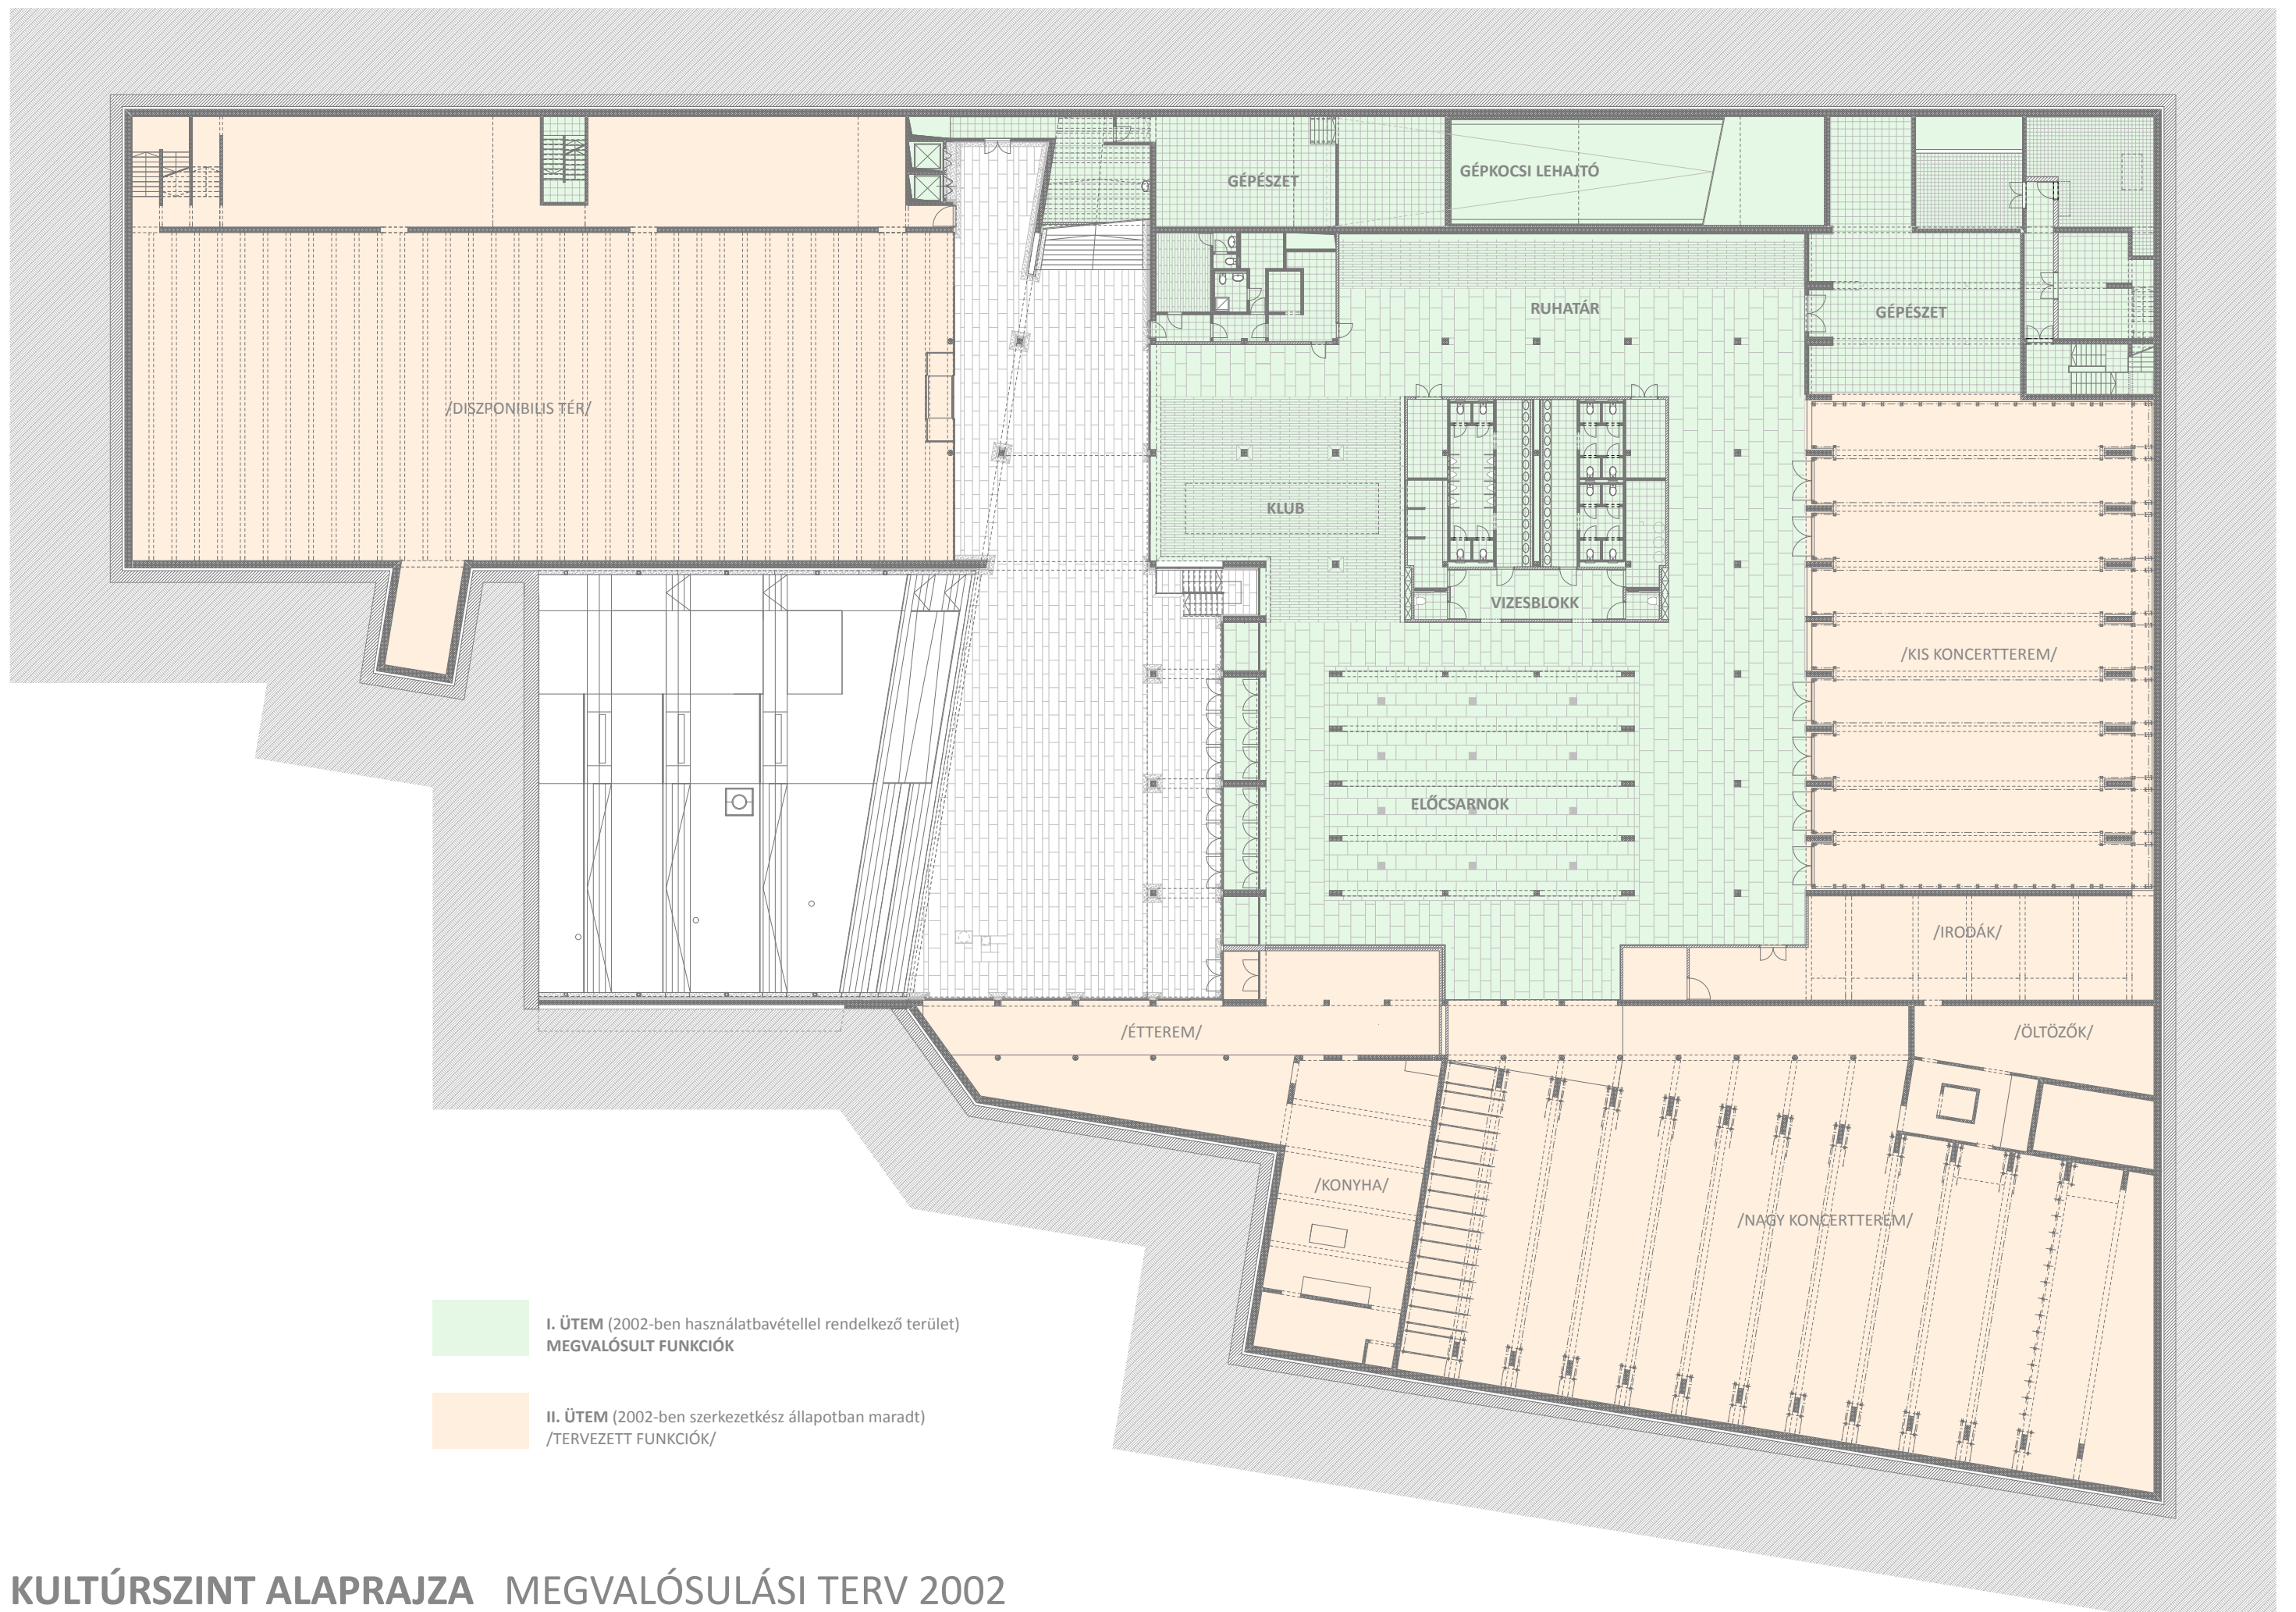 GÉPÉSZET
GÉPKOCSI LEHAJTÓ
RUHATÁR
GÉPÉSZET
/DISZPONIBILIS TÉR/
KLUB
VIZESBLOKK
/KIS KONCERTTEREM/
ELŐCSARNOK
/IRODÁK/
/ÉTTEREM/
/ÖLTÖZŐK/
/KONYHA/
/NAGY KONCERTTEREM/
I. ÜTEM (2002-ben használatbavétellel rendelkező terület)
MEGVALÓSULT FUNKCIÓK
II. ÜTEM (2002-ben szerkezetkész állapotban maradt)
/TERVEZETT FUNKCIÓK/
KULTÚRSZINT ALAPRAJZA MEGVALÓSULÁSI TERV 2002